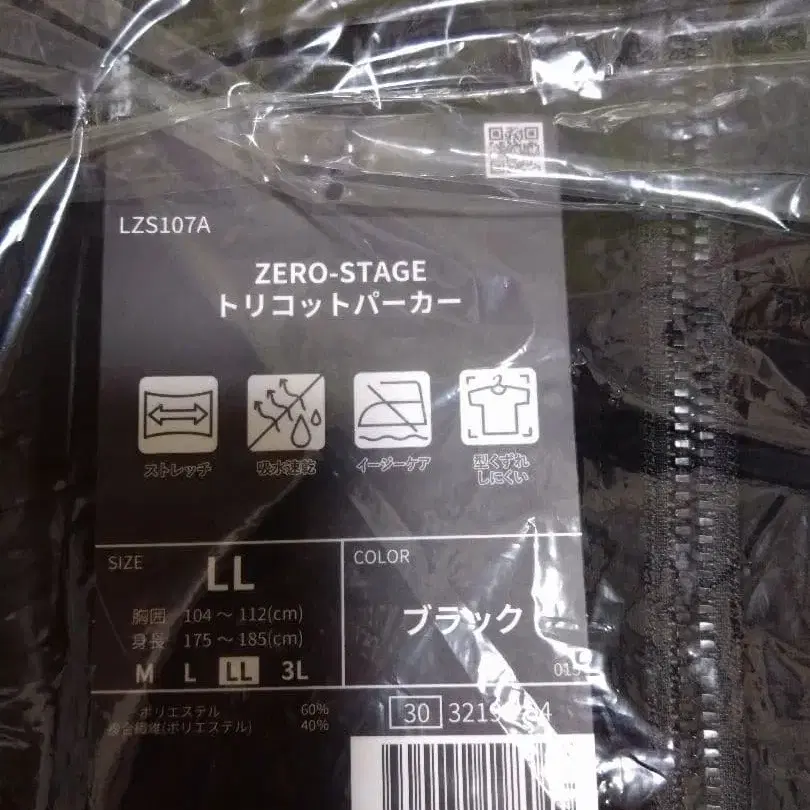 LZS107A
ZERO-STAGE
トリコットパーカー
ストレッチ
吸水速乾
イージーケア
型くずれ
しにくい
SIZE
LL
胸囲 104～112(cm)
身長 175～185(cm)
M L LL 3L
COLOR
ブラック
ポリエステル 60%
複合繊維(ポリエステル) 40%
30